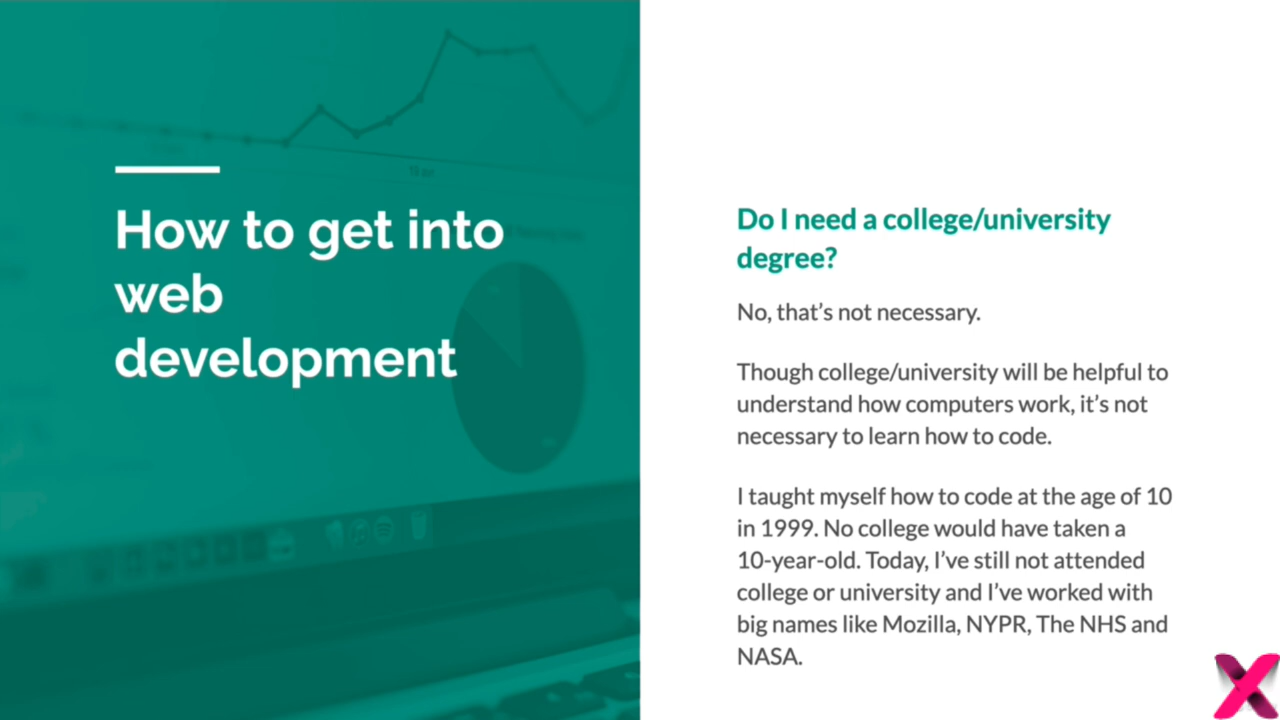 How to get into
web
development
Do I need a college/university
degree?
No, that's not necessary.
Though college/university will be helpful to
understand how computers work, it's not
necessary to learn how to code.
I taught myself how to code at the age of 10
in 1999. No college would have taken a
10-year-old. Today, I've still not attended
college or university and I've worked with
big names like Mozilla, NYPR, The NHS and
NASA.